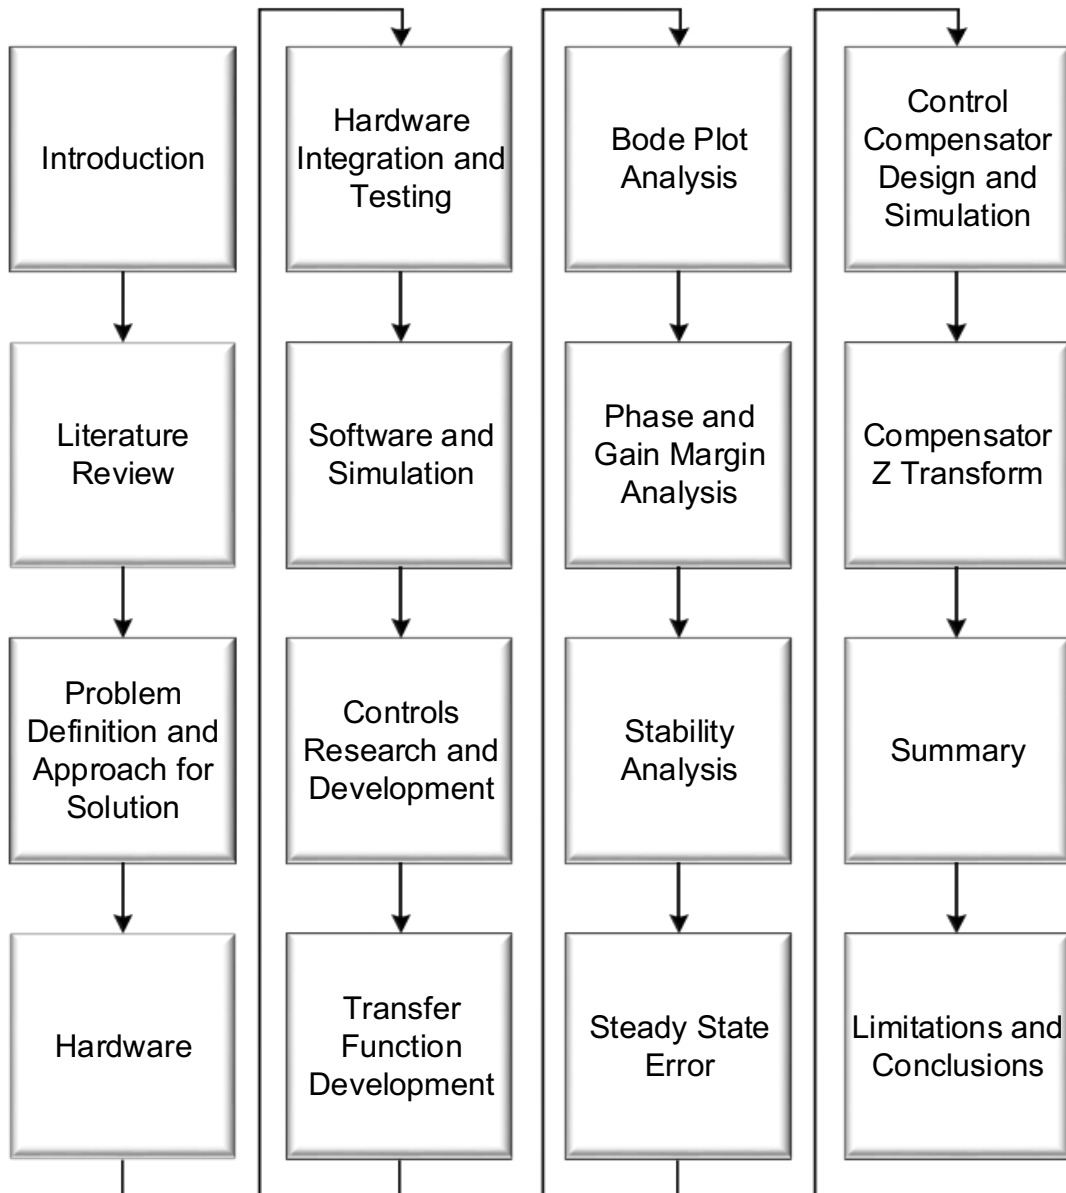 Introduction
Literature
Review
Problem
Definition and
Approach for
Solution
Hardware
Hardware
Integration and
Testing
Software and
Simulation
Controls
Research and
Development
Transfer
Function
Development
Bode Plot
Analysis
Phase and
Gain Margin
Analysis
Stability
Analysis
Steady State
Error
Control
Compensator
Design and
Simulation
Compensator
Z Transform
Summary
Limitations and
Conclusions